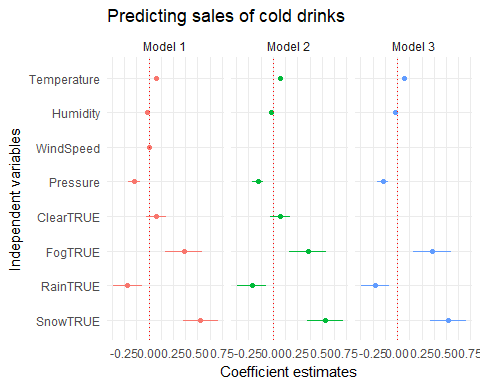 Predicting sales of cold drinks
Model 1 Model 2 Model 3
Temperature
Humidity
WindSpeed
Pressure
ClearTRUE
FogTRUE
RainTRUE
SnowTRUE
Independent variables
-0.250.000.250.500.75-0.250.000.250.500.75-0.250.000.250.500.75
Coefficient estimates